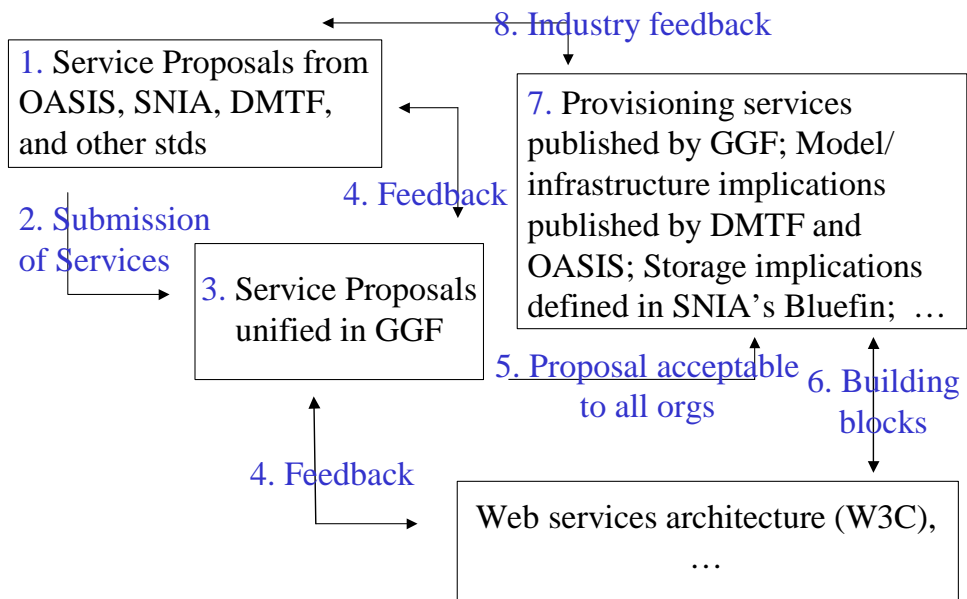 8. Industry feedback
1. Service Proposals from
OASIS, SNIA, DMTF,
and other stds
7. Provisioning services
published by GGF; Model/
infrastructure implications
published by DMTF and
OASIS; Storage implications
defined in SNIA’s Bluefin; …
4. Feedback
2. Submission
of Services
3. Service Proposals
unified in GGF
5. Proposal acceptable
to all orgs
6. Building
blocks
4. Feedback
Web services architecture (W3C),
…